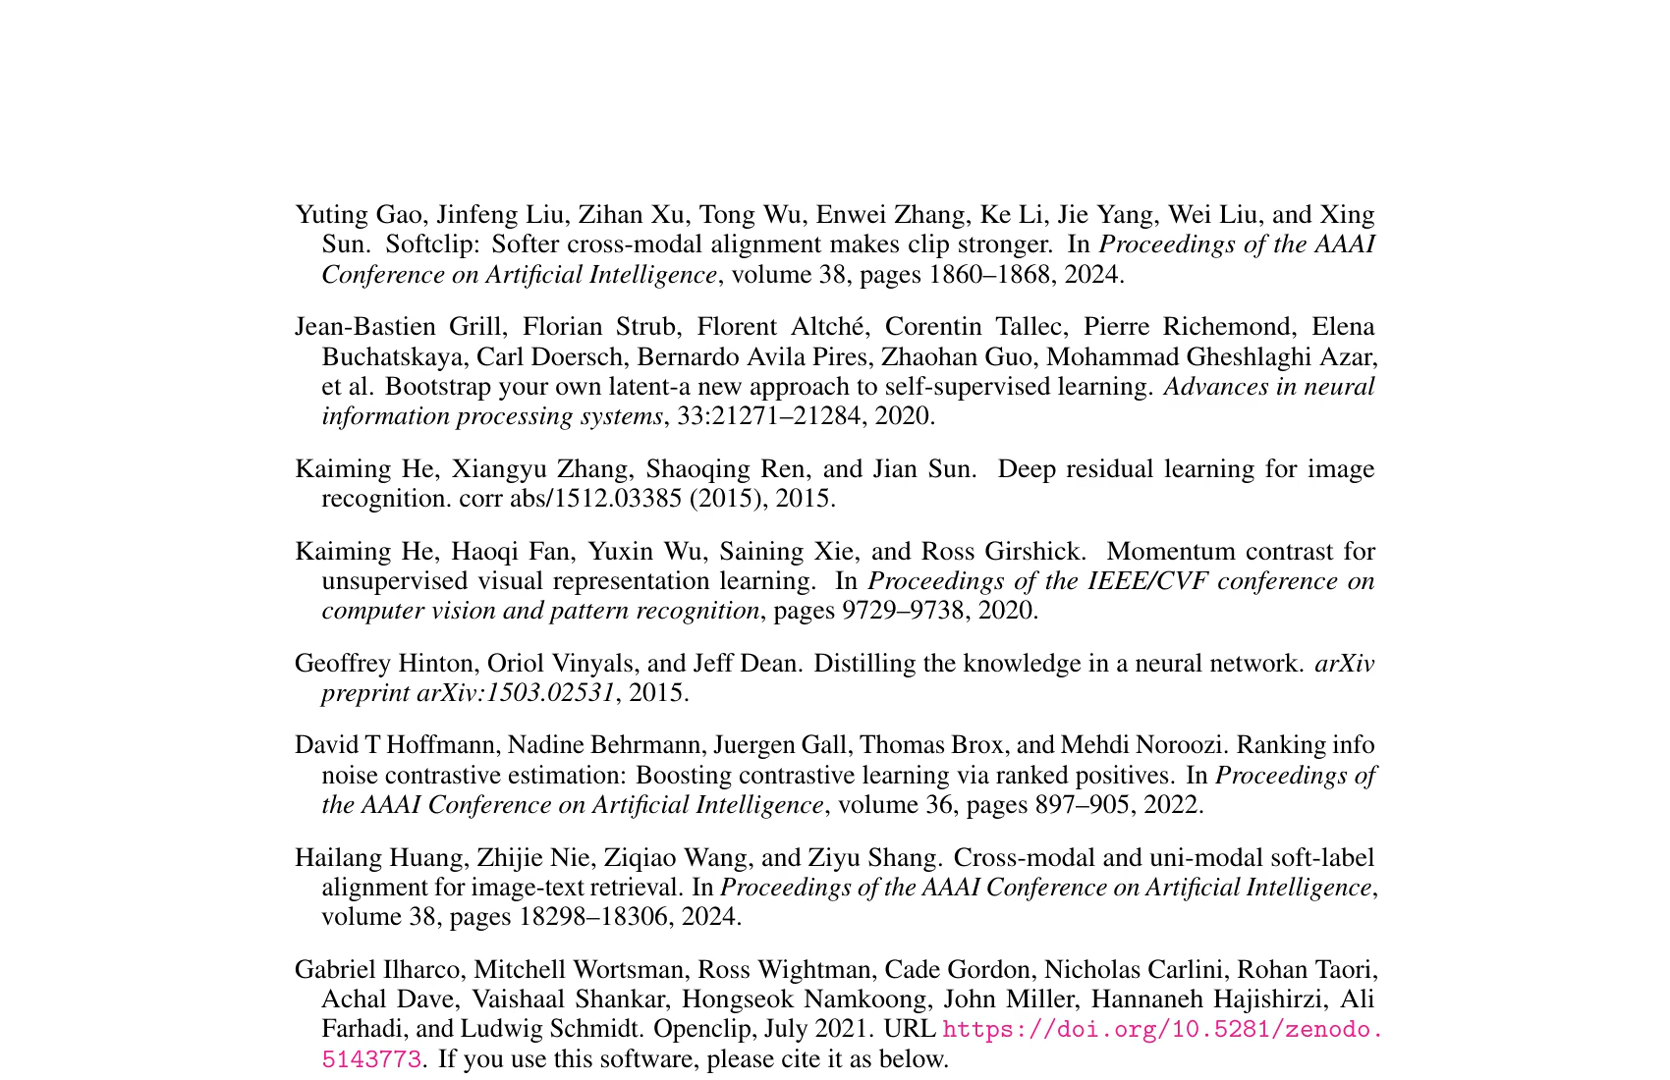 Yuting Gao, Jinfeng Liu, Zihan Xu, Tong Wu, Enwei Zhang, Ke Li, Jie Yang, Wei Liu, and Xing
Sun. Softclip: Softer cross-modal alignment makes clip stronger. In Proceedings of the AAAI
Conference on Artificial Intelligence, volume 38, pages 1860–1868, 2024.
Jean-Bastien Grill, Florian Strub, Florent Altché, Corentin Tallec, Pierre Richemond, Elena
Buchatskaya, Carl Doersch, Bernardo Avila Pires, Zhaohan Guo, Mohammad Gheshlaghi Azar,
et al. Bootstrap your own latent-a new approach to self-supervised learning. Advances in neural
information processing systems, 33:21271–21284, 2020.
Kaiming He, Xiangyu Zhang, Shaoqing Ren, and Jian Sun. Deep residual learning for image
recognition. corr abs/1512.03385 (2015), 2015.
Kaiming He, Haoqi Fan, Yuxin Wu, Saining Xie, and Ross Girshick. Momentum contrast for
unsupervised visual representation learning. In Proceedings of the IEEE/CVF conference on
computer vision and pattern recognition, pages 9729–9738, 2020.
Geoffrey Hinton, Oriol Vinyals, and Jeff Dean. Distilling the knowledge in a neural network. arXiv
preprint arXiv:1503.02531, 2015.
David T Hoffmann, Nadine Behrmann, Juergen Gall, Thomas Brox, and Mehdi Noroozi. Ranking info
noise contrastive estimation: Boosting contrastive learning via ranked positives. In Proceedings of
the AAAI Conference on Artificial Intelligence, volume 36, pages 897–905, 2022.
Hailang Huang, Zhijie Nie, Ziqiao Wang, and Ziyu Shang. Cross-modal and uni-modal soft-label
alignment for image-text retrieval. In Proceedings of the AAAI Conference on Artificial Intelligence,
volume 38, pages 18298–18306, 2024.
Gabriel Ilharco, Mitchell Wortsman, Ross Wightman, Cade Gordon, Nicholas Carlini, Rohan Taori,
Achal Dave, Vaishaal Shankar, Hongseok Namkoong, John Miller, Hannaneh Hajishirzi, Ali
Farhadi, and Ludwig Schmidt. Openclip, July 2021. URL https://doi.org/10.5281/zenodo.
5143773. If you use this software, please cite it as below.